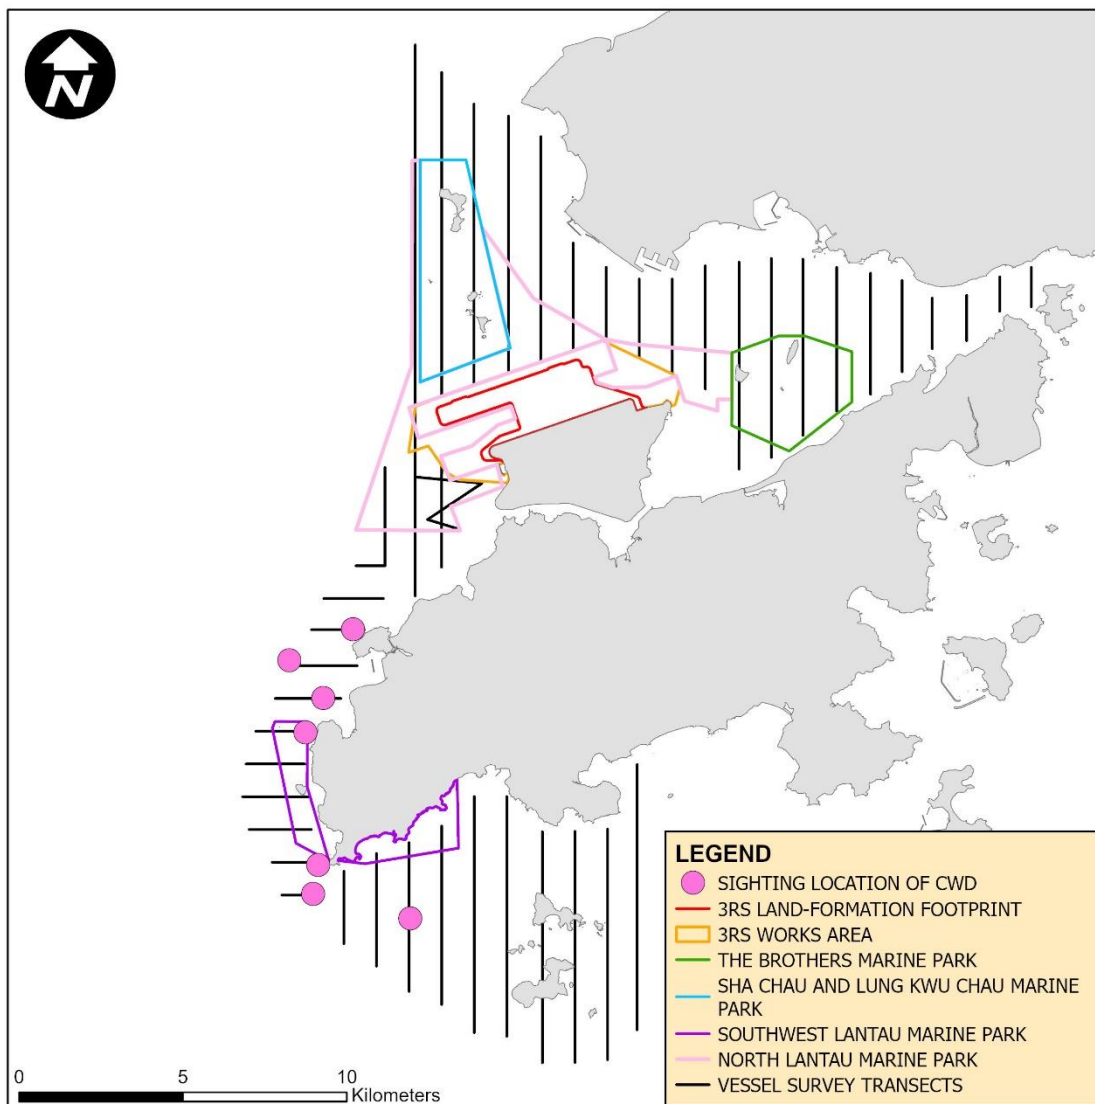 N
LEGEND
SIGHTING LOCATION OF CWD
3RS LAND-FORMATION FOOTPRINT
3RS WORKS AREA
THE BROTHERS MARINE PARK
SHA CHAU AND LUNG KWU CHAU MARINE
PARK
SOUTHWEST LANTAU MARINE PARK
NORTH LANTAU MARINE PARK
VESSEL SURVEY TRANSECTS
0 5 10
Kilometers